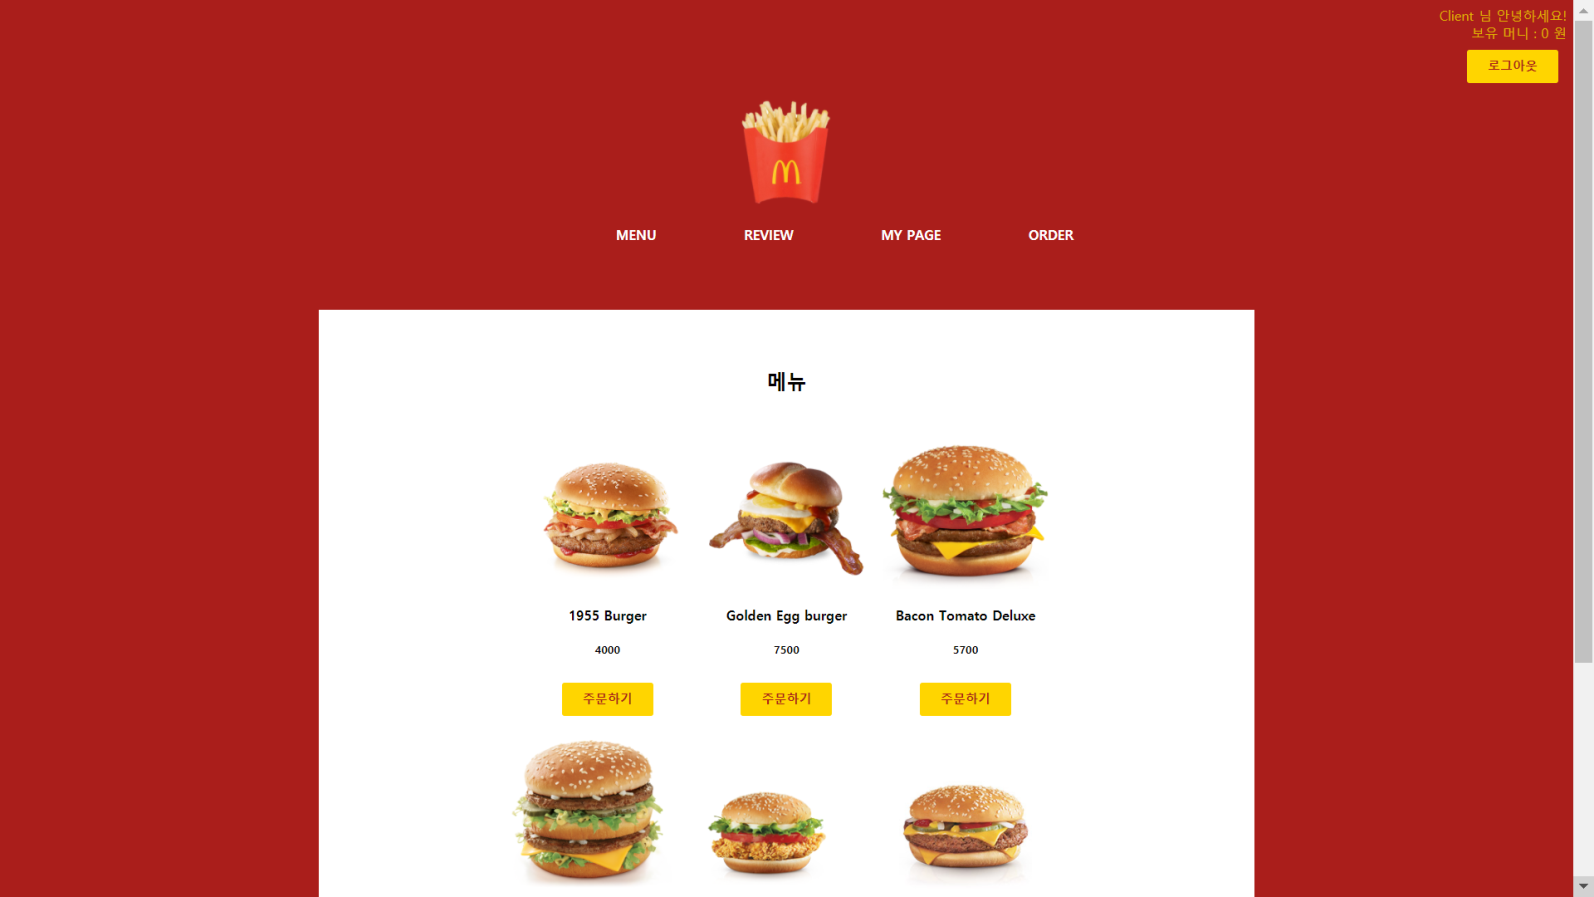 Client 님 안녕하세요!
보유 머니 : 0 원
로그아웃
MENU REVIEW MY PAGE ORDER
메뉴
1955 Burger Golden Egg burger Bacon Tomato Deluxe
4000 7500 5700
주문하기 주문하기 주문하기